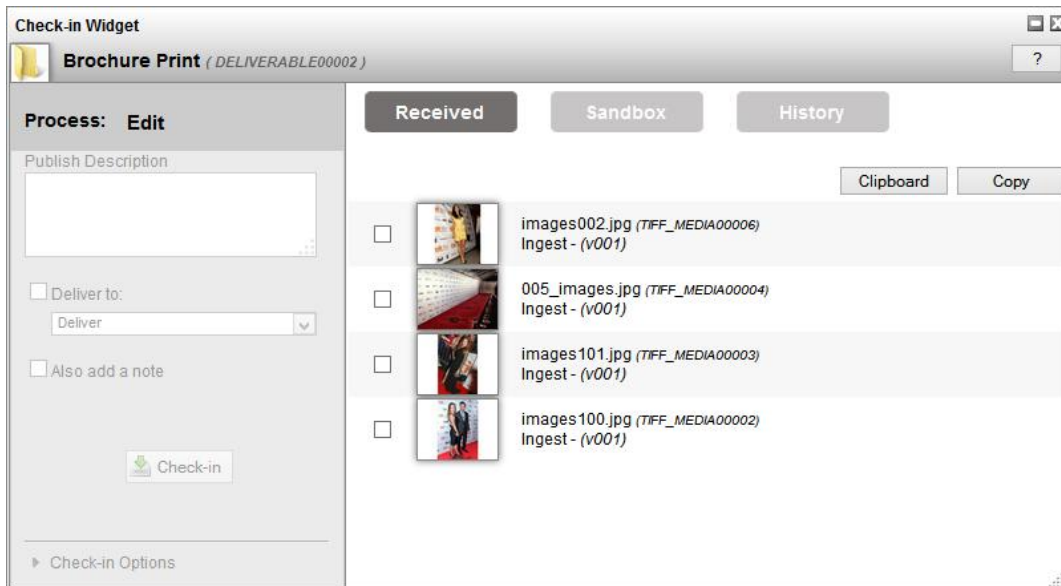 Check-in Widget
Brochure Print ( DELIVERABLE00002 )
?
Process: Edit
Publish Description
Deliver to:
Deliver
Also add a note
Check-in
Check-in Options
Received Sandbox History
Clipboard Copy
images002.jpg (TIFF_MEDIA00006)
Ingest - (v001)
005_images.jpg (TIFF_MEDIA00004)
Ingest - (v001)
images101.jpg (TIFF_MEDIA00003)
Ingest - (v001)
images100.jpg (TIFF_MEDIA00002)
Ingest - (v001)